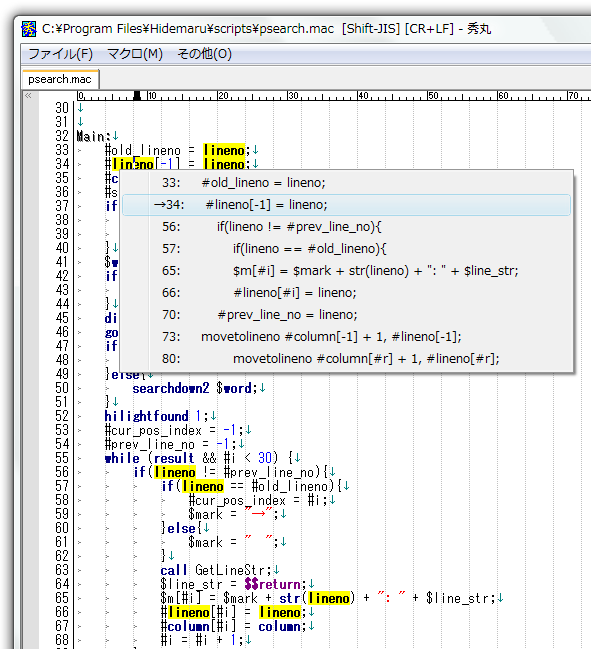 C:¥Program Files¥Hidemaru¥scripts¥psearch.mac [Shift-JIS] [CR+LF] - 秀丸
ファイル(F) マクロ(M) その他(O)
psearch.mac
0 10 20 30 40 50 60 70
30 ↓
31 ↓
32 Main:↓
33 #old_lineno = lineno;↓
34 #lineno[-1] = lineno;↓
35 #c
36 #s
37 if
38
39
40 }↓
41 $w
42 if
43
44 }↓
45 di
46 go
47 if
48
49 }else{↓
50 searchdown2 $word;↓
51 }↓
52 hilightfound 1;↓
53 #cur_pos_index = -1;↓
54 #prev_line_no = -1;↓
55 while (result && #i < 30) {↓
56 if(lineno != #prev_line_no){↓
57 if(lineno == #old_lineno){↓
58 #cur_pos_index = #i;↓
59 $mark = "→";↓
60 }else{↓
61 $mark = "  ";↓
62 }↓
63 call GetLineStr;↓
64 $line_str = $$return;↓
65 $m[#i] = $mark + str(lineno) + ": " + $line_str;↓
66 #lineno[#i] = lineno;↓
67 #column[#i] = column;↓
68 #i = #i + 1;↓
33: #old_lineno = lineno;
→34: #lineno[-1] = lineno;
56: if(lineno != #prev_line_no){
57: if(lineno == #old_lineno){
65: $m[#i] = $mark + str(lineno) + ": " + $line_str;
66: #lineno[#i] = lineno;
70: #prev_line_no = lineno;
73: movetolineno #column[-1] + 1, #lineno[-1];
80: movetolineno #column[#r] + 1, #lineno[#r];